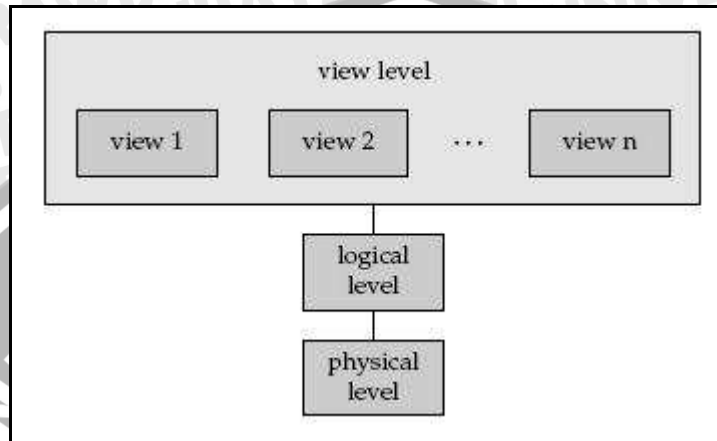 view level
view 1
view 2
...
view n
logical
level
physical
level